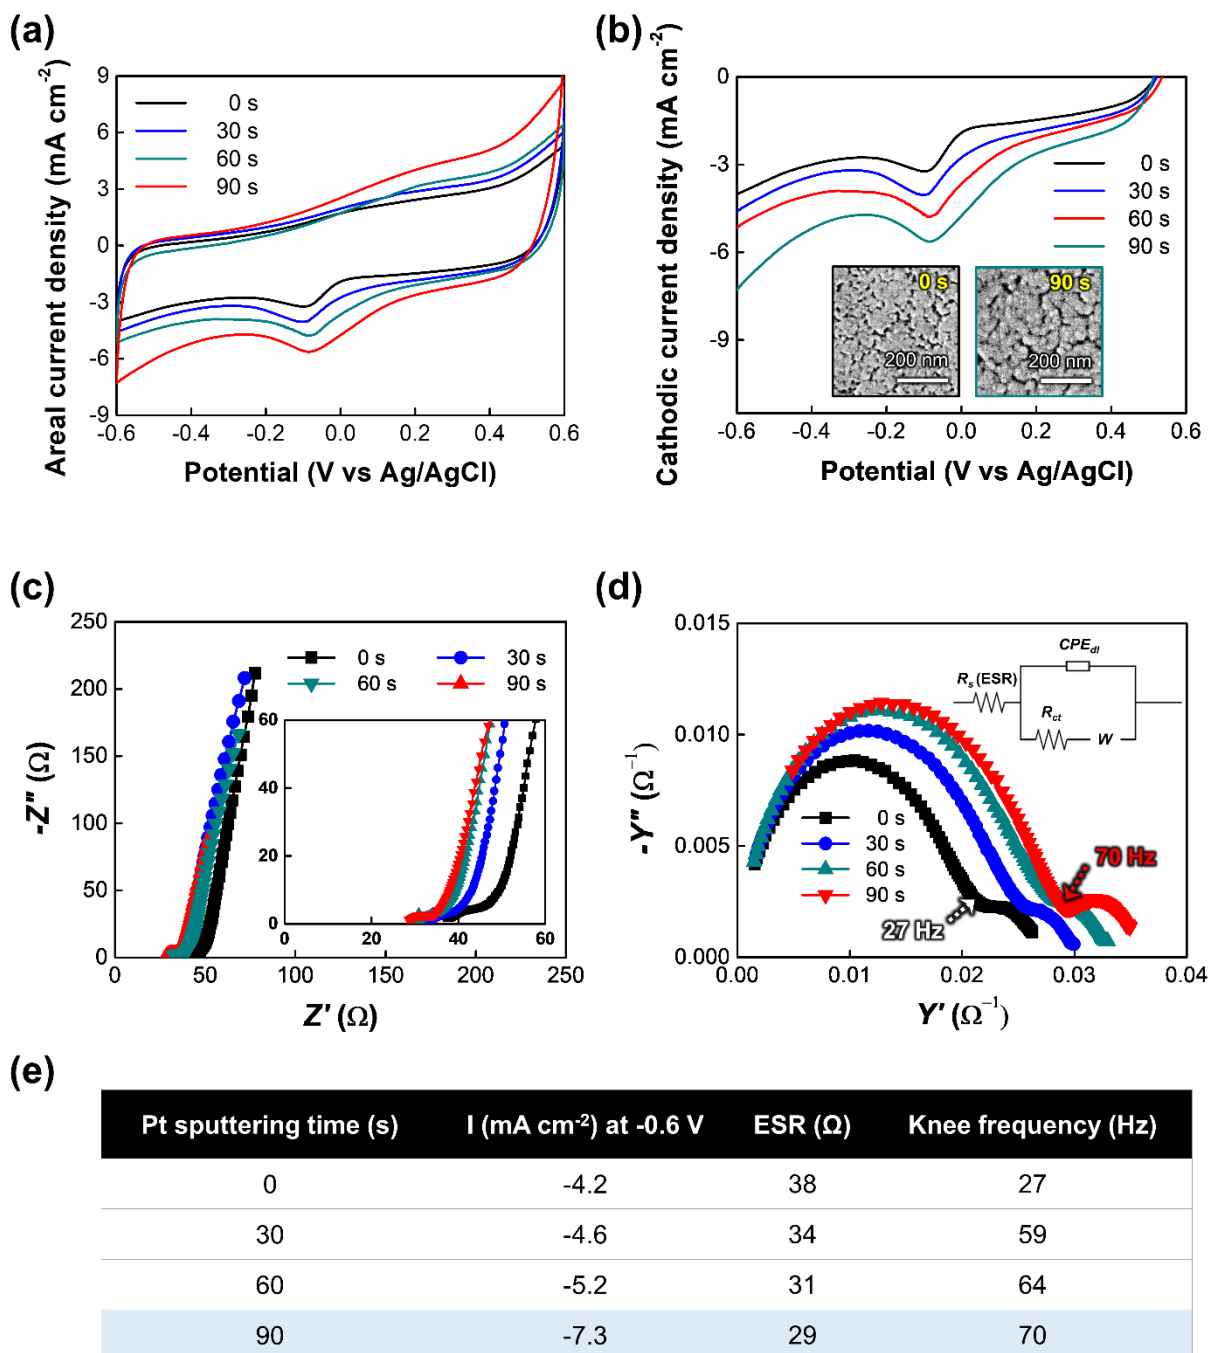 (a)
9
6
3
0
-3
-6
-9
-0.6
-0.4
-0.2
0.0
0.2
0.4
0.6
Areal current density (mA cm⁻²)
Potential (V vs Ag/AgCl)
0 s
30 s
60 s
90 s
(b)
0
-3
-6
-9
-0.6
-0.4
-0.2
0.0
0.2
0.4
0.6
Cathodic current density (mA cm⁻²)
Potential (V vs Ag/AgCl)
0 s
30 s
60 s
90 s
0 s
200 nm
90 s
200 nm
(c)
250
200
150
100
50
0
0
50
100
150
200
250
-Z″ (Ω)
Z′ (Ω)
0 s
30 s
60 s
90 s
60
40
20
0
0
20
40
60
(d)
0.015
0.010
0.005
0.000
0.00
0.01
0.02
0.03
0.04
-Y″ (Ω⁻¹)
Y′ (Ω⁻¹)
0 s
30 s
60 s
90 s
27 Hz
70 Hz
CPEdl
Rs (ESR)
Rct
W
(e)
Pt sputtering time (s) I (mA cm⁻²) at -0.6 V ESR (Ω) Knee frequency (Hz)
0 -4.2 38 27
30 -4.6 34 59
60 -5.2 31 64
90 -7.3 29 70